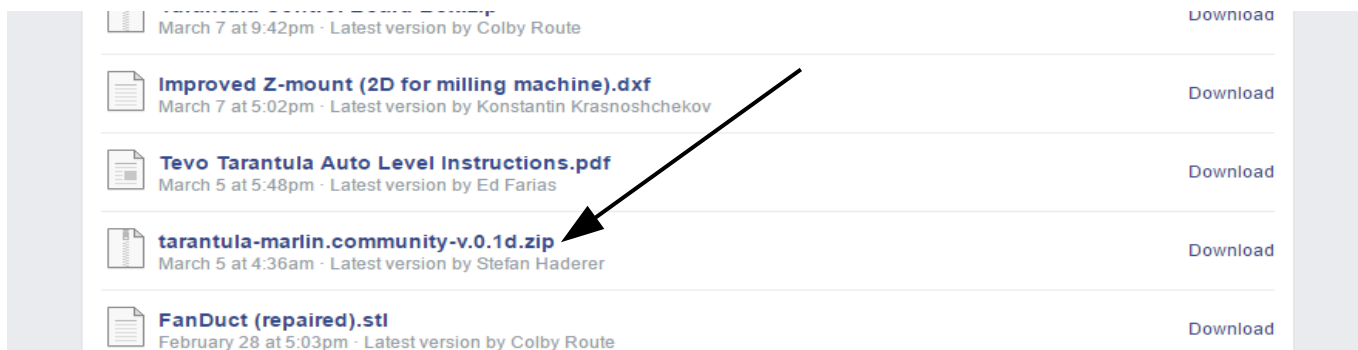 March 7 at 9:42pm · Latest version by Colby Route
Download
Improved Z-mount (2D for milling machine).dxf
March 7 at 5:02pm · Latest version by Konstantin Krasnoshchekov
Download
Tevo Tarantula Auto Level Instructions.pdf
March 5 at 5:48pm · Latest version by Ed Farias
Download
tarantula-marlin.community-v.0.1d.zip
March 5 at 4:36am · Latest version by Stefan Haderer
Download
FanDuct (repaired).stl
February 28 at 5:03pm · Latest version by Colby Route
Download